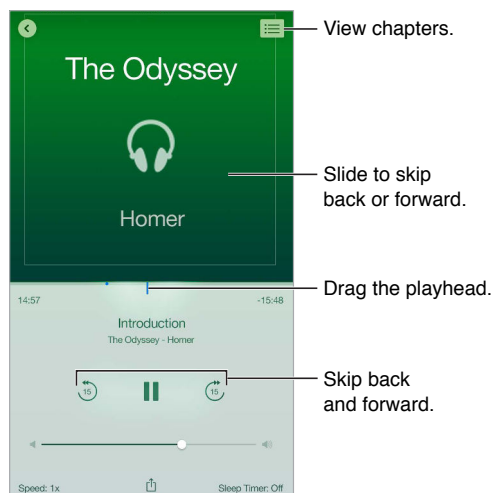 View chapters.
The Odyssey
Slide to skip
back or forward.
Homer
Drag the playhead.
14:57
-15:48
Introduction
The Odyssey - Homer
Skip back
and forward.
15
15
Speed: 1x
Sleep Timer: Off